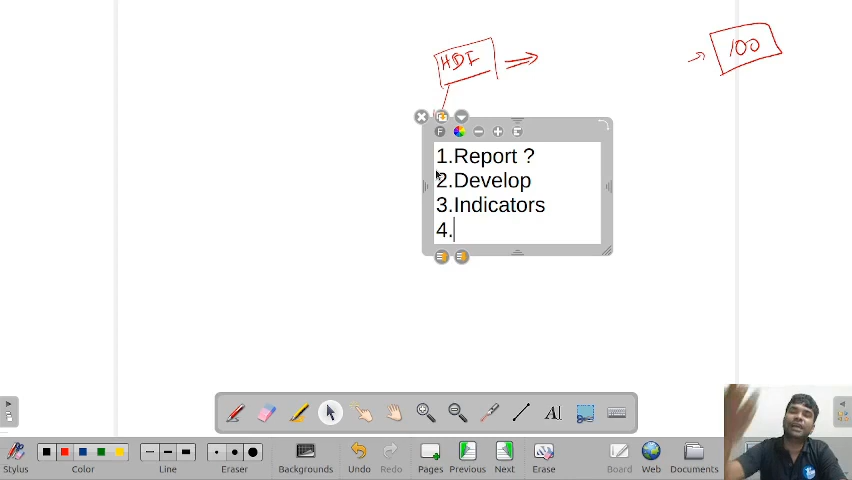 HDI
100
F
1.Report ?
2.Develop
3.Indicators
4.
A
Stylus
Color
Line
Eraser
Backgrounds
Undo
Redo
Pages
Previous
Next
Erase
Board
Web
Documents